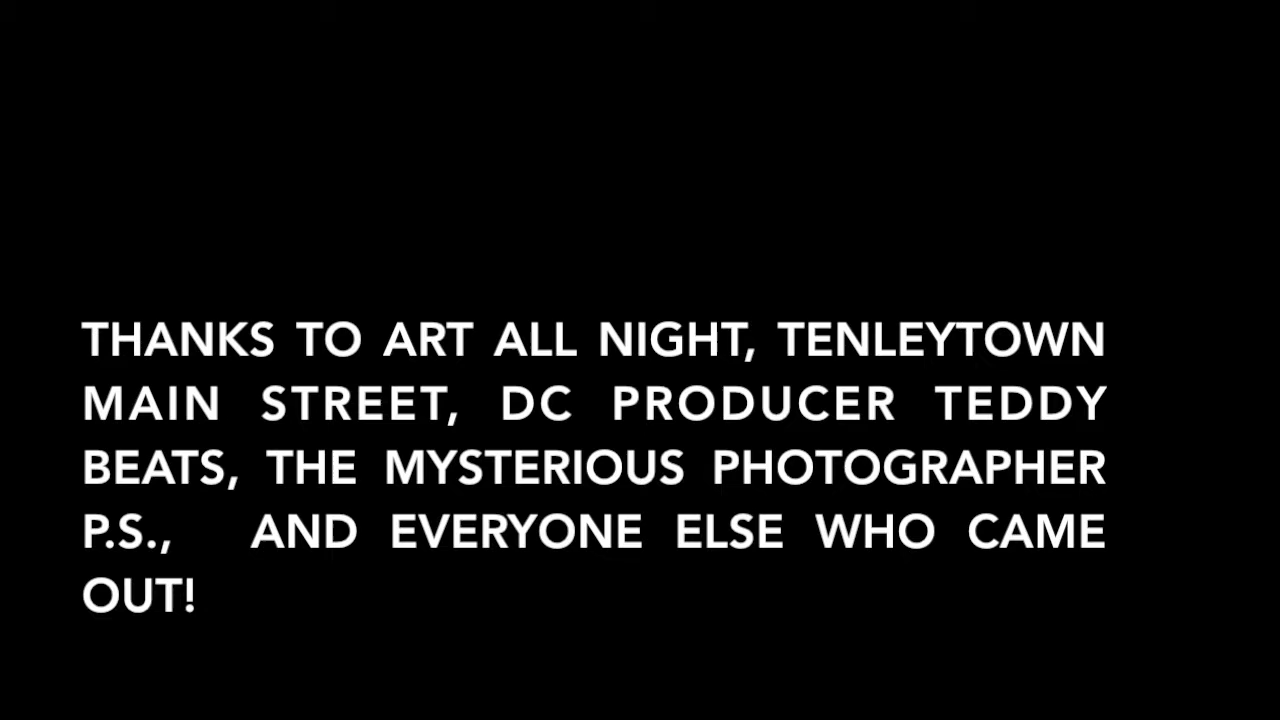 THANKS TO ART ALL NIGHT, TENLEYTOWN
MAIN STREET, DC PRODUCER TEDDY
BEATS, THE MYSTERIOUS PHOTOGRAPHER
P.S., AND EVERYONE ELSE WHO CAME
OUT!